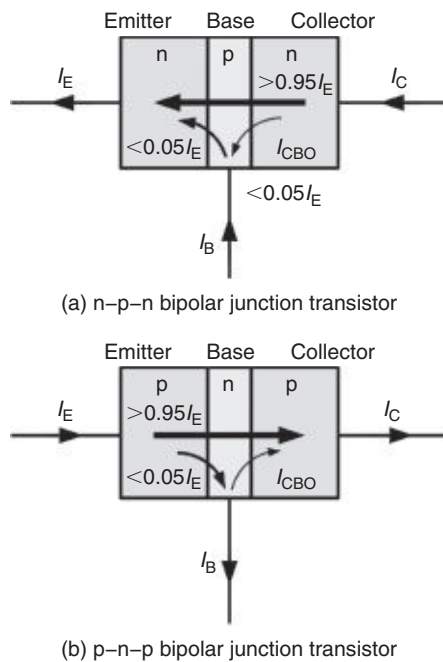 Emitter Base Collector
n p n
I_E >0.95I_E I_C
<0.05I_E I_CBO
<0.05I_E
I_B
(a) n–p–n bipolar junction transistor
Emitter Base Collector
p n p
I_E >0.95I_E I_C
<0.05I_E I_CBO
I_B
(b) p–n–p bipolar junction transistor